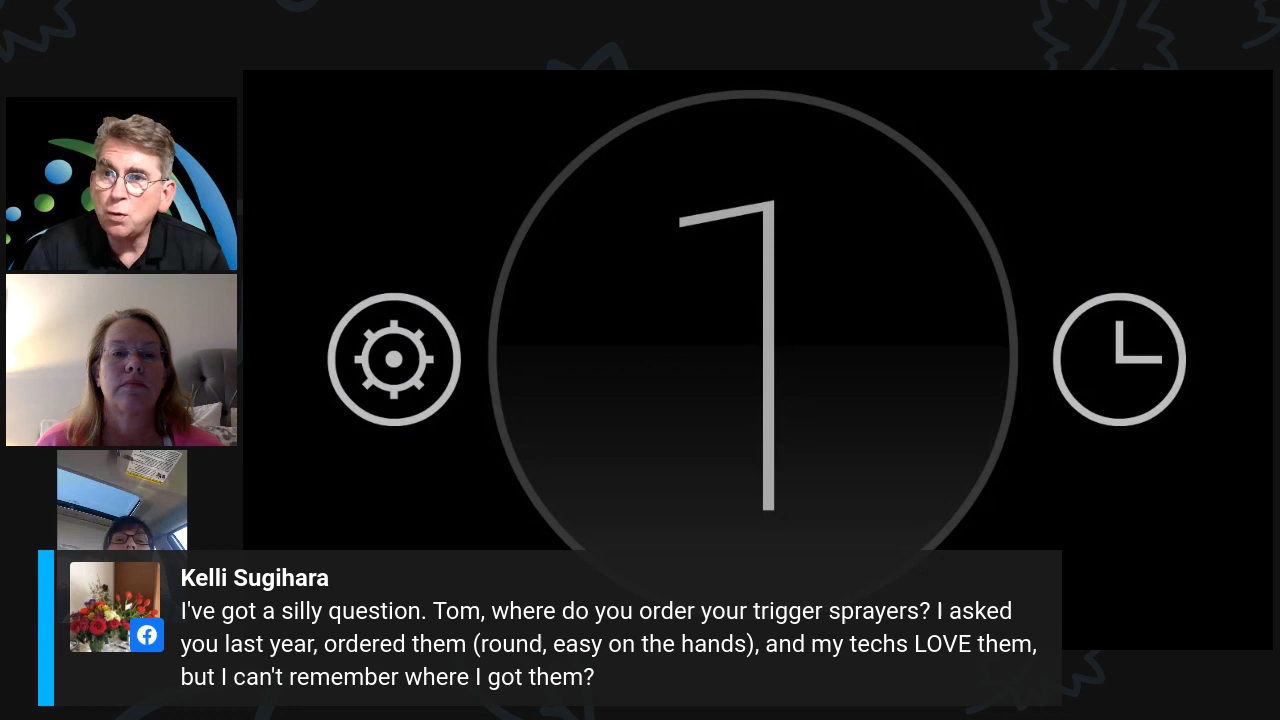 1
Kelli Sugihara
I've got a silly question. Tom, where do you order your trigger sprayers? I asked
you last year, ordered them (round, easy on the hands), and my techs LOVE them,
but I can't remember where I got them?